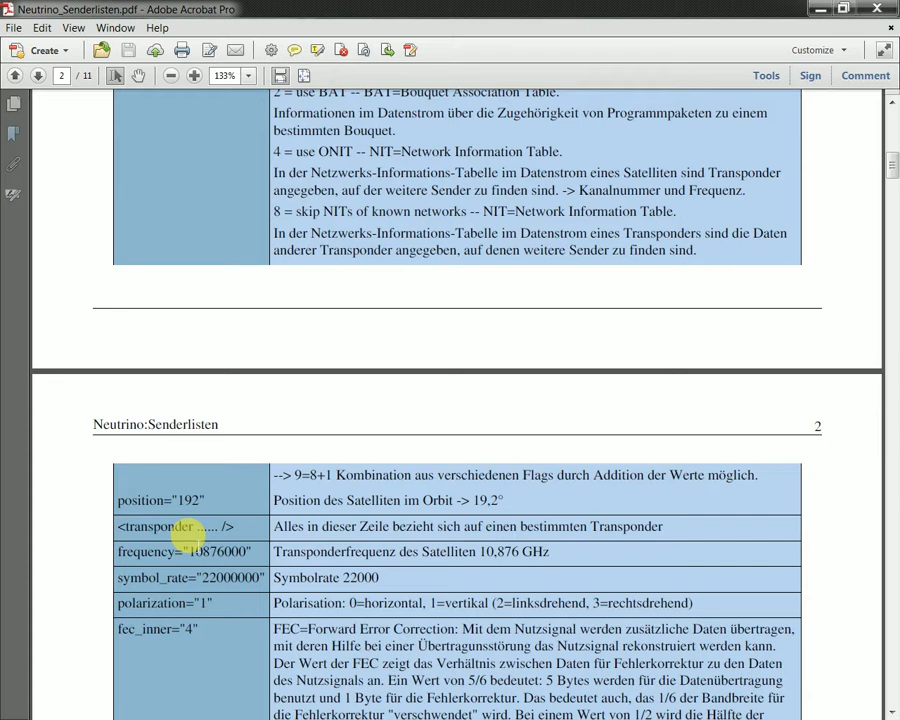 Neutrino_Senderlisten.pdf - Adobe Acrobat Pro
File Edit View Window Help
Create Customize
2 / 11 133% Tools Sign Comment
2 = use BAT -- BAT=Bouquet Association Table.
Informationen im Datenstrom über die Zugehörigkeit von Programmpaketen zu einem
bestimmten Bouquet.
4 = use ONIT -- NIT=Network Information Table.
In der Netzwerks-Informations-Tabelle im Datenstrom eines Satelliten sind Transponder
angegeben, auf der weitere Sender zu finden sind. -> Kanalnummer und Frequenz.
8 = skip NITs of known networks -- NIT=Network Information Table.
In der Netzwerks-Informations-Tabelle im Datenstrom eines Transponders sind die Daten
anderer Transponder angegeben, auf denen weitere Sender zu finden sind.
Neutrino:Senderlisten 2
--> 9=8+1 Kombination aus verschiedenen Flags durch Addition der Werte möglich.
position="192" Position des Satelliten im Orbit -> 19,2°
<transponder ...... /> Alles in dieser Zeile bezieht sich auf einen bestimmten Transponder
frequency="10876000" Transponderfrequenz des Satelliten 10,876 GHz
symbol_rate="22000000" Symbolrate 22000
polarization="1" Polarisation: 0=horizontal, 1=vertikal (2=linksdrehend, 3=rechtsdrehend)
fec_inner="4" FEC=Forward Error Correction: Mit dem Nutzsignal werden zusätzliche Daten übertragen,
mit deren Hilfe bei einer Übertragunsstörung das Nutzsignal rekonstruiert werden kann.
Der Wert der FEC zeigt das Verhältnis zwischen Daten für Fehlerkorrektur zu den Daten
des Nutzsignals an. Ein Wert von 5/6 bedeutet: 5 Bytes werden für die Datenübertragung
benutzt und 1 Byte für die Fehlerkorrektur. Das bedeutet auch, das 1/6 der Bandbreite für
die Fehlerkorrektur "verschwendet" wird. Bei einem Wert von 1/2 wird die Hälfte der